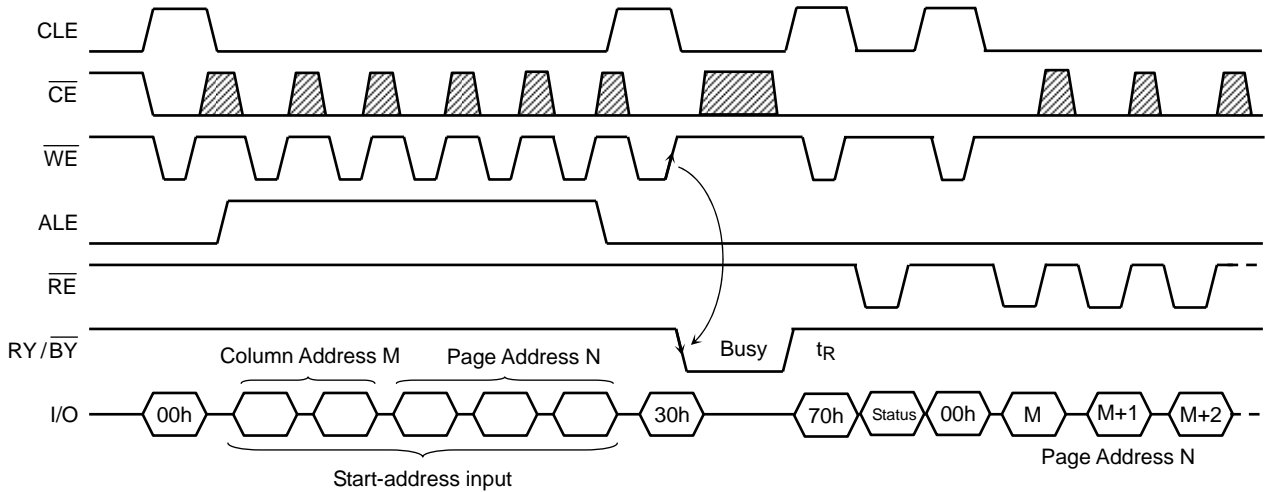 CLE
CE
WE
ALE
RE
RY/BY
Busy
tR
Column Address M
Page Address N
I/O
00h
30h
70h
Status
00h
M
M+1
M+2
Page Address N
Start-address input